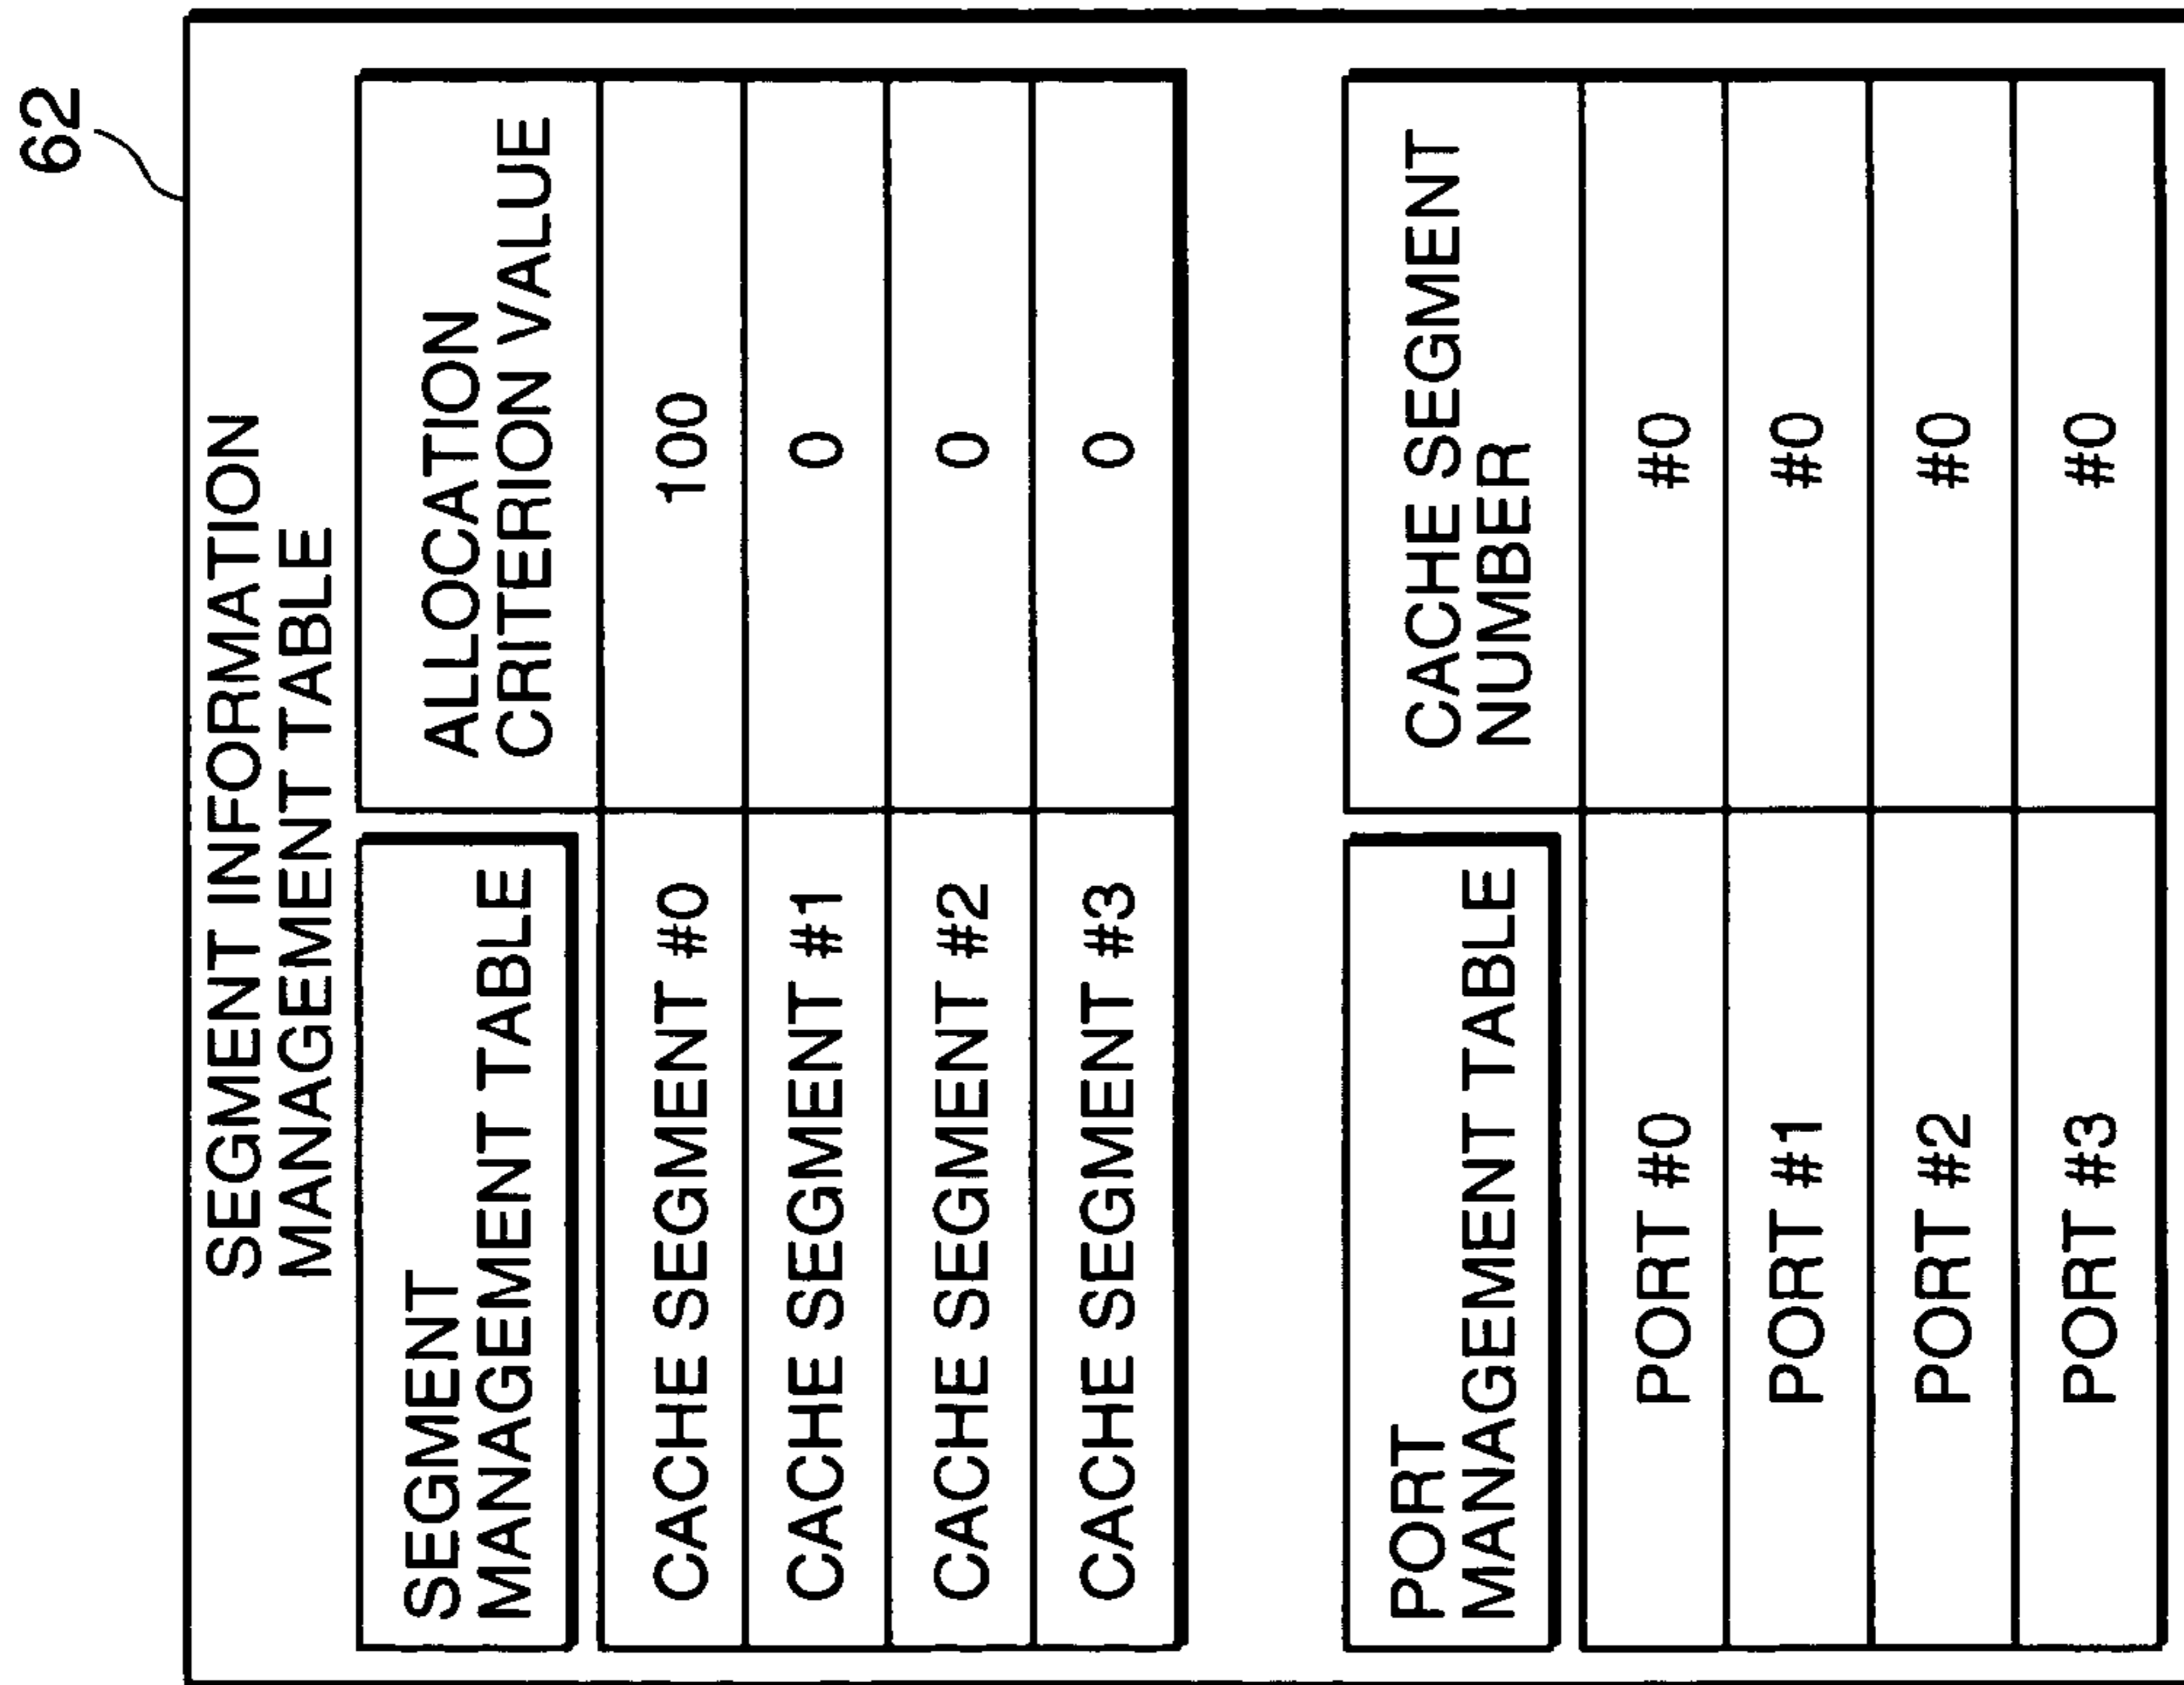 62
SEGMENT INFORMATION
MANAGEMENT TABLE
SEGMENT
MANAGEMENT TABLE
ALLOCATION
CRITERION VALUE
CACHE SEGMENT #0 100
CACHE SEGMENT #1 0
CACHE SEGMENT #2 0
CACHE SEGMENT #3 0
PORT
MANAGEMENT TABLE
CACHE SEGMENT
NUMBER
PORT #0 #0
PORT #1 #0
PORT #2 #0
PORT #3 #0